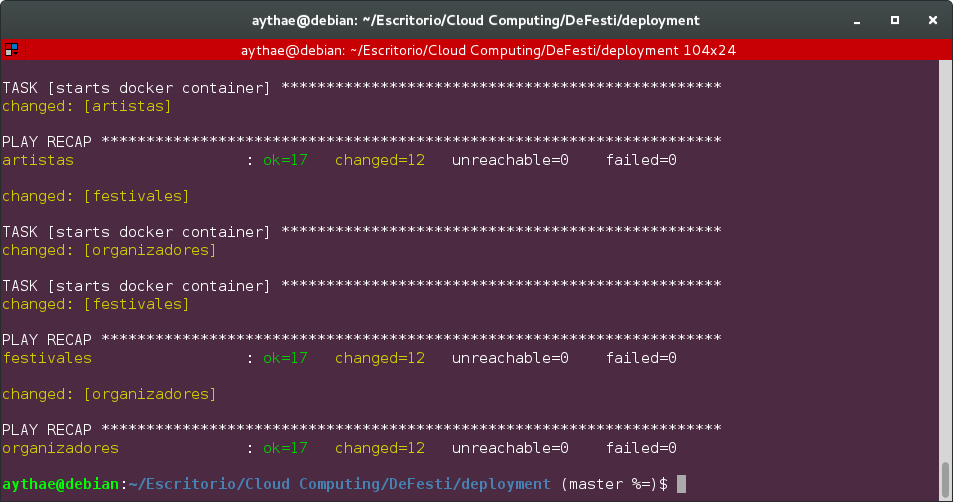 aythae@debian: ~/Escritorio/Cloud Computing/DeFesti/deployment
aythae@debian: ~/Escritorio/Cloud Computing/DeFesti/deployment 104x24
TASK [starts docker container] *************************************************
changed: [artistas]
PLAY RECAP *********************************************************************
artistas                   : ok=17   changed=12   unreachable=0    failed=0
changed: [festivales]
TASK [starts docker container] *************************************************
changed: [organizadores]
TASK [starts docker container] *************************************************
changed: [festivales]
PLAY RECAP *********************************************************************
festivales                 : ok=17   changed=12   unreachable=0    failed=0
changed: [organizadores]
PLAY RECAP *********************************************************************
organizadores              : ok=17   changed=12   unreachable=0    failed=0
aythae@debian:~/Escritorio/Cloud Computing/DeFesti/deployment (master %=)$